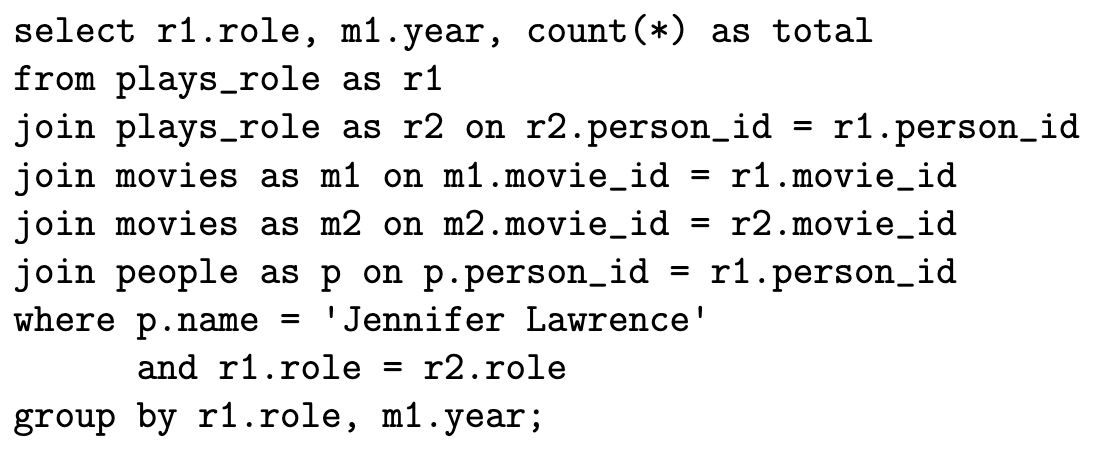 select r1.role, m1.year, count(*) as total
from plays_role as r1
join plays_role as r2 on r2.person_id = r1.person_id
join movies as m1 on m1.movie_id = r1.movie_id
join movies as m2 on m2.movie_id = r2.movie_id
join people as p on p.person_id = r1.person_id
where p.name = 'Jennifer Lawrence'
      and r1.role = r2.role
group by r1.role, m1.year;